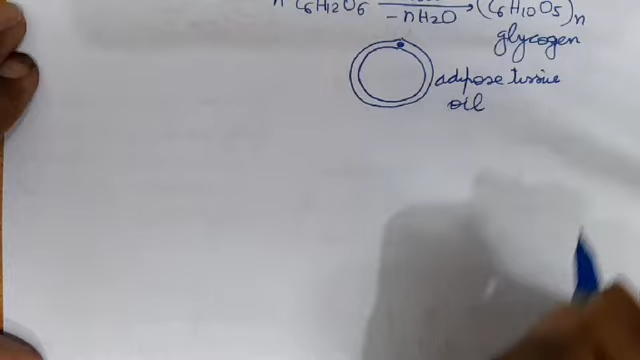 n C6H12O6 → (C6H10O5)n
- nH2O
glycogen
adipose tissue
oil